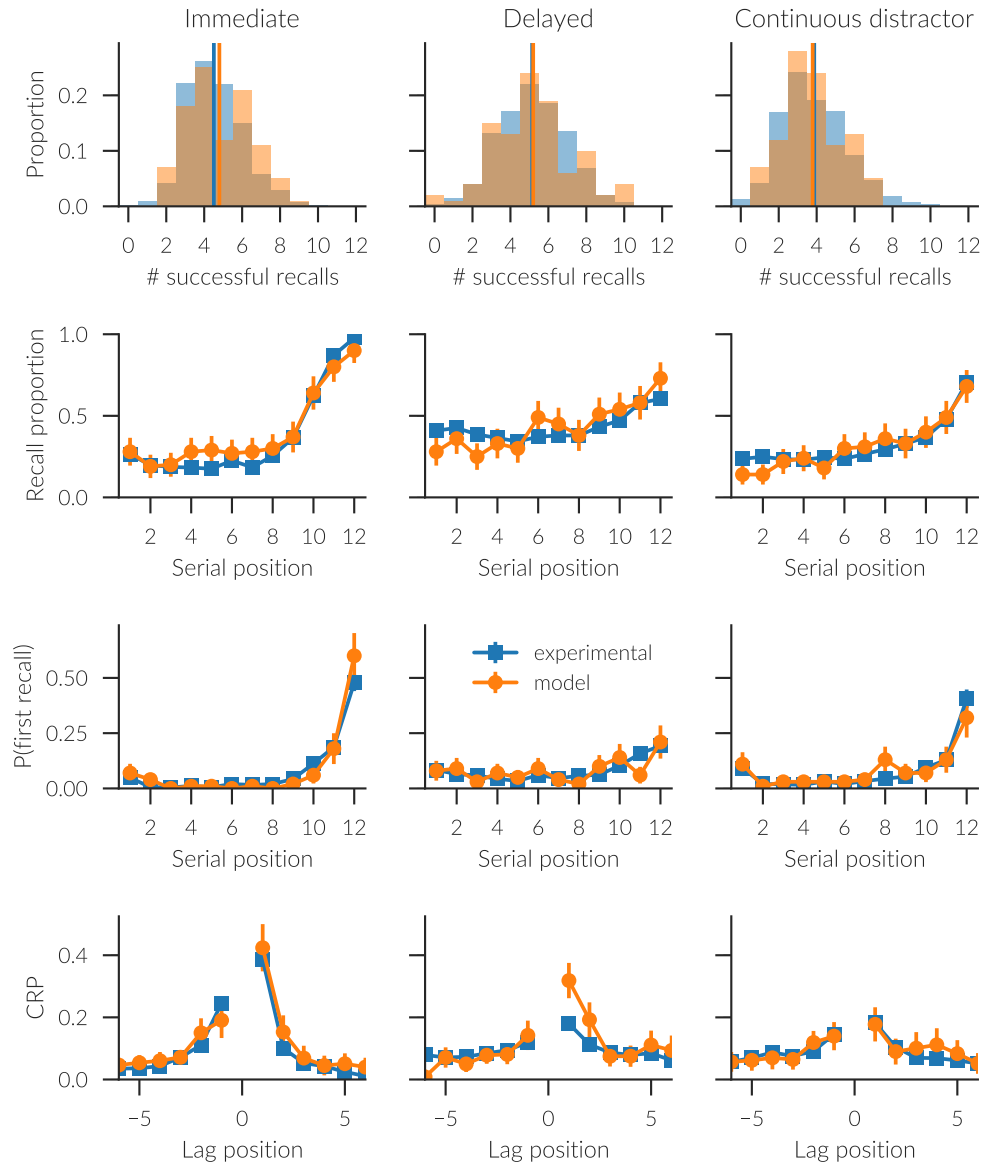 Immediate Delayed Continuous distractor
Proportion
0.2
0.1
0.0
0 2 4 6 8 10 12 0 2 4 6 8 10 12 0 2 4 6 8 10 12
# successful recalls # successful recalls # successful recalls
Recall proportion
1.0
0.5
0.0
2 4 6 8 10 12 2 4 6 8 10 12 2 4 6 8 10 12
Serial position Serial position Serial position
P(first recall)
0.50
0.25
0.00
experimental
model
2 4 6 8 10 12 2 4 6 8 10 12 2 4 6 8 10 12
Serial position Serial position Serial position
CRP
0.4
0.2
0.0
−5 0 5 −5 0 5 −5 0 5
Lag position Lag position Lag position